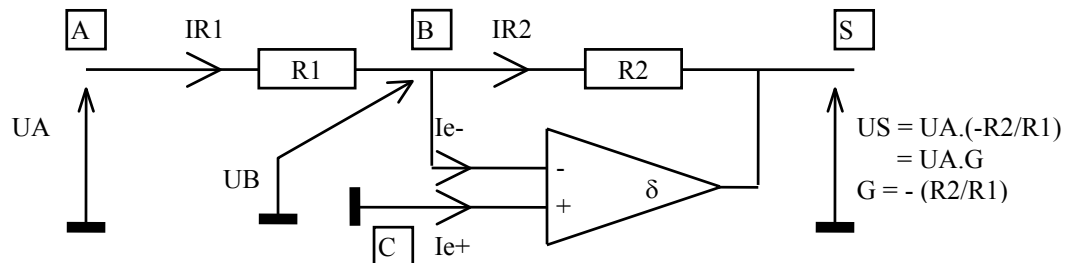 A
IR1
B
IR2
S
R1
R2
UA
Ie-
UB
-
δ
+
C
Ie+
US = UA.(-R2/R1)
= UA.G
G = - (R2/R1)